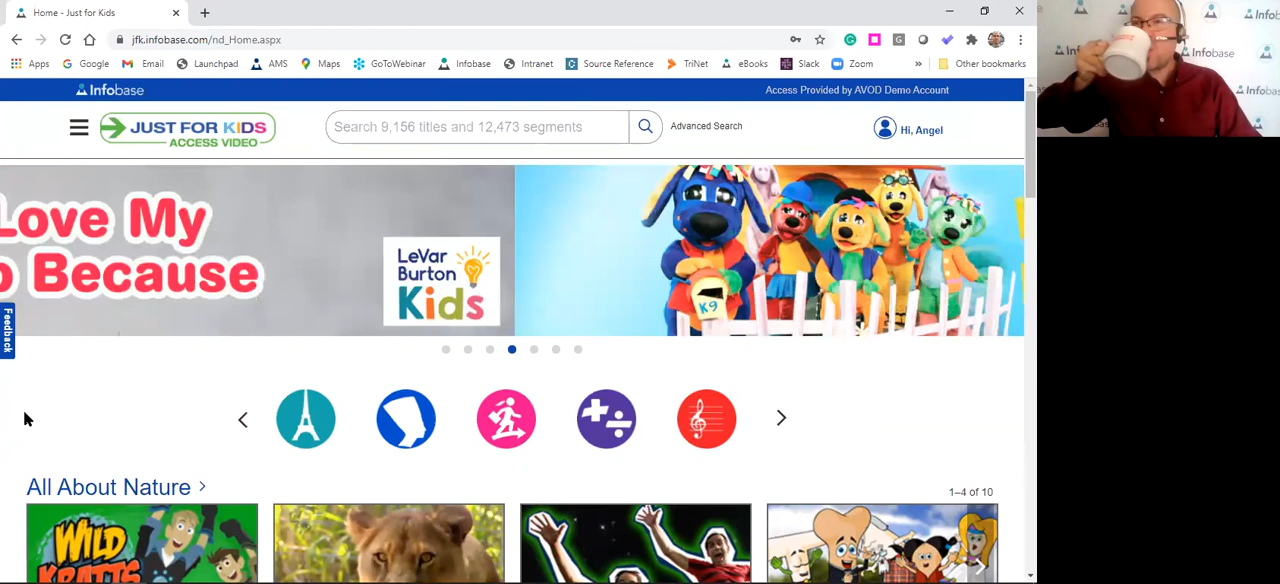 Home - Just for Kids
jfk.infobase.com/nd_Home.aspx
Apps Google Email Launchpad AMS Maps GoToWebinar Infobase Intranet Source Reference TriNet eBooks Slack Zoom » Other bookmarks
Infobase
Access Provided by AVOD Demo Account
JUST FOR KIDS
ACCESS VIDEO
Search 9,156 titles and 12,473 segments
Advanced Search
Hi, Angel
Love My
Because
LeVar
Burton
Kids
K9
Feedback
All About Nature >
1–4 of 10
WILD
KRATTS
Infobase
Infobase